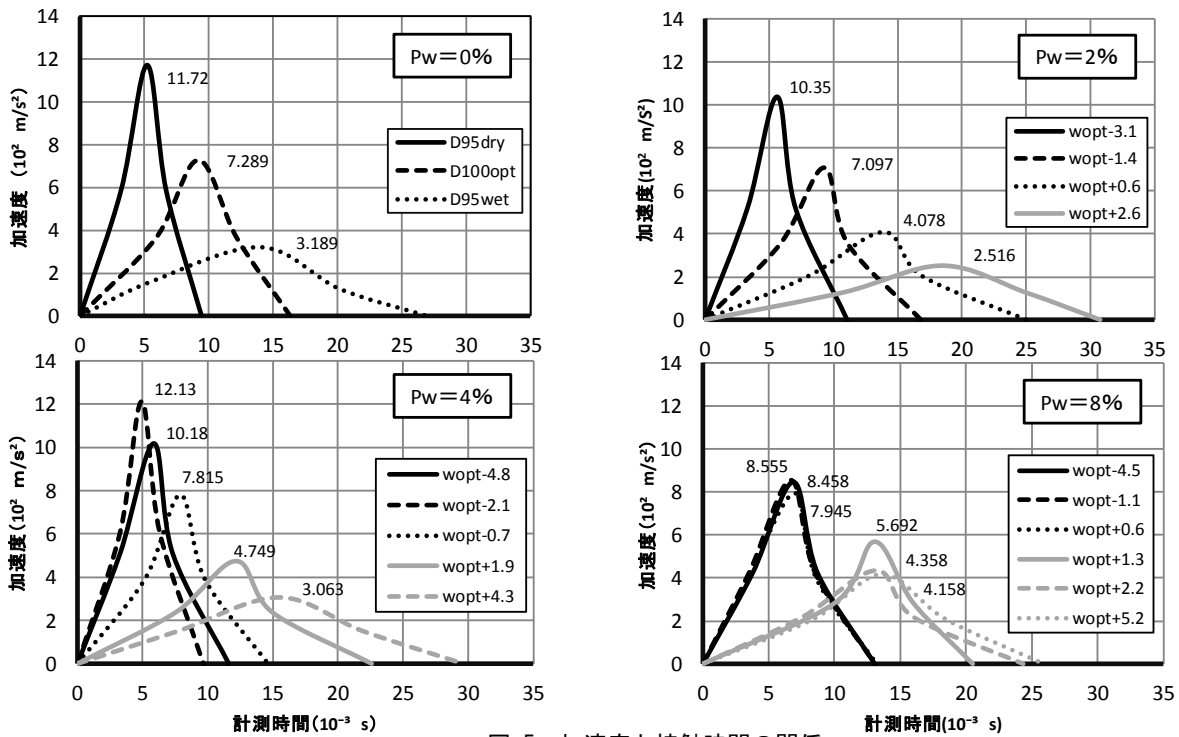 14
12
10
8
6
4
2
0
加速度 (10² m/s²)
Pw=0%
11.72
7.289
3.189
D95dry
D100opt
D95wet
0 5 10 15 20 25 30 35
14
12
10
8
6
4
2
0
加速度(10² m/s²)
Pw=2%
10.35
7.097
4.078
2.516
wopt-3.1
wopt-1.4
wopt+0.6
wopt+2.6
0 5 10 15 20 25 30 35
14
12
10
8
6
4
2
0
加速度(10² m/s²)
Pw=4%
12.13
10.18
7.815
4.749
3.063
wopt-4.8
wopt-2.1
wopt-0.7
wopt+1.9
wopt+4.3
0 5 10 15 20 25 30 35
計測時間(10⁻³ s)
14
12
10
8
6
4
2
0
加速度(10² m/s²)
Pw=8%
8.555
8.458
7.945
5.692
4.358
4.158
wopt-4.5
wopt-1.1
wopt+0.6
wopt+1.3
wopt+2.2
wopt+5.2
0 5 10 15 20 25 30 35
計測時間(10⁻³ s)